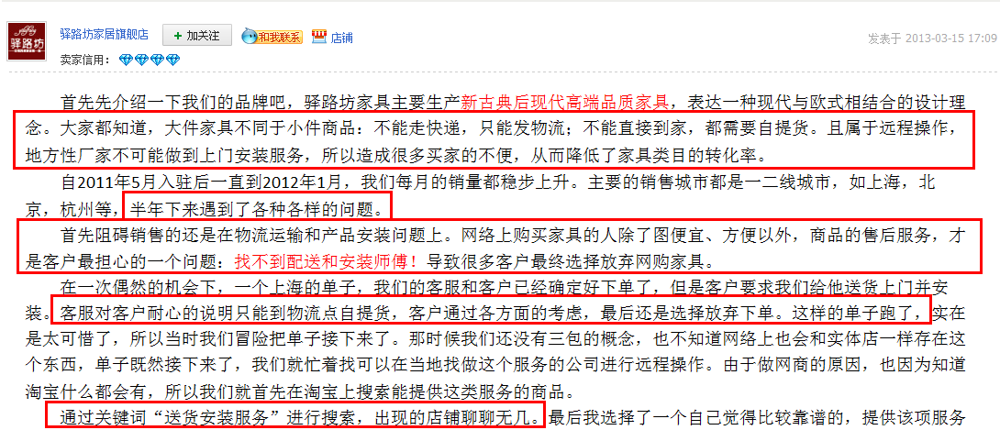 驿路坊
驿路坊家居旗舰店 + 加关注 和我联系 店铺
发表于 2013-03-15 17:09
卖家信用：
首先先介绍一下我们的品牌吧，驿路坊家具主要生产新古典后现代高端品质家具，表达一种现代与欧式相结合的设计理
念。大家都知道，大件家具不同于小件商品：不能走快递，只能发物流；不能直接到家，都需要自提货。且属于远程操作，
地方性厂家不可能做到上门安装服务，所以造成很多买家的不便，从而降低了家具类目的转化率。
自2011年5月入驻后一直到2012年1月，我们每月的销量都稳步上升。主要的销售城市都是一二线城市，如上海，北
京，杭州等，半年下来遇到了各种各样的问题。
首先阻碍销售的还是在物流运输和产品安装问题上。网络上购买家具的人除了图便宜、方便以外，商品的售后服务，才
是客户最担心的一个问题：找不到配送和安装师傅！导致很多客户最终选择放弃网购家具。
在一次偶然的机会下，一个上海的单子，我们的客服和客户已经确定好下单了，但是客户要求我们给他送货上门并安
装。客服对客户耐心的说明只能到物流点自提货，客户通过各方面的考虑，最后还是选择放弃下单。这样的单子跑了，实在
是太可惜了，所以当时我们冒险把单子接下来了。那时候我们还没有三包的概念，也不知道网络上也会和实体店一样存在这
个东西，单子既然接下来了，我们就忙着找可以在当地找做这个服务的公司进行远程操作。由于做网商的原因，也因为知道
淘宝什么都会有，所以我们就首先在淘宝上搜索能提供这类服务的商品。
通过关键词“送货安装服务”进行搜索，出现的店铺聊聊无几。最后我选择了一个自己觉得比较靠谱的，提供该项服务